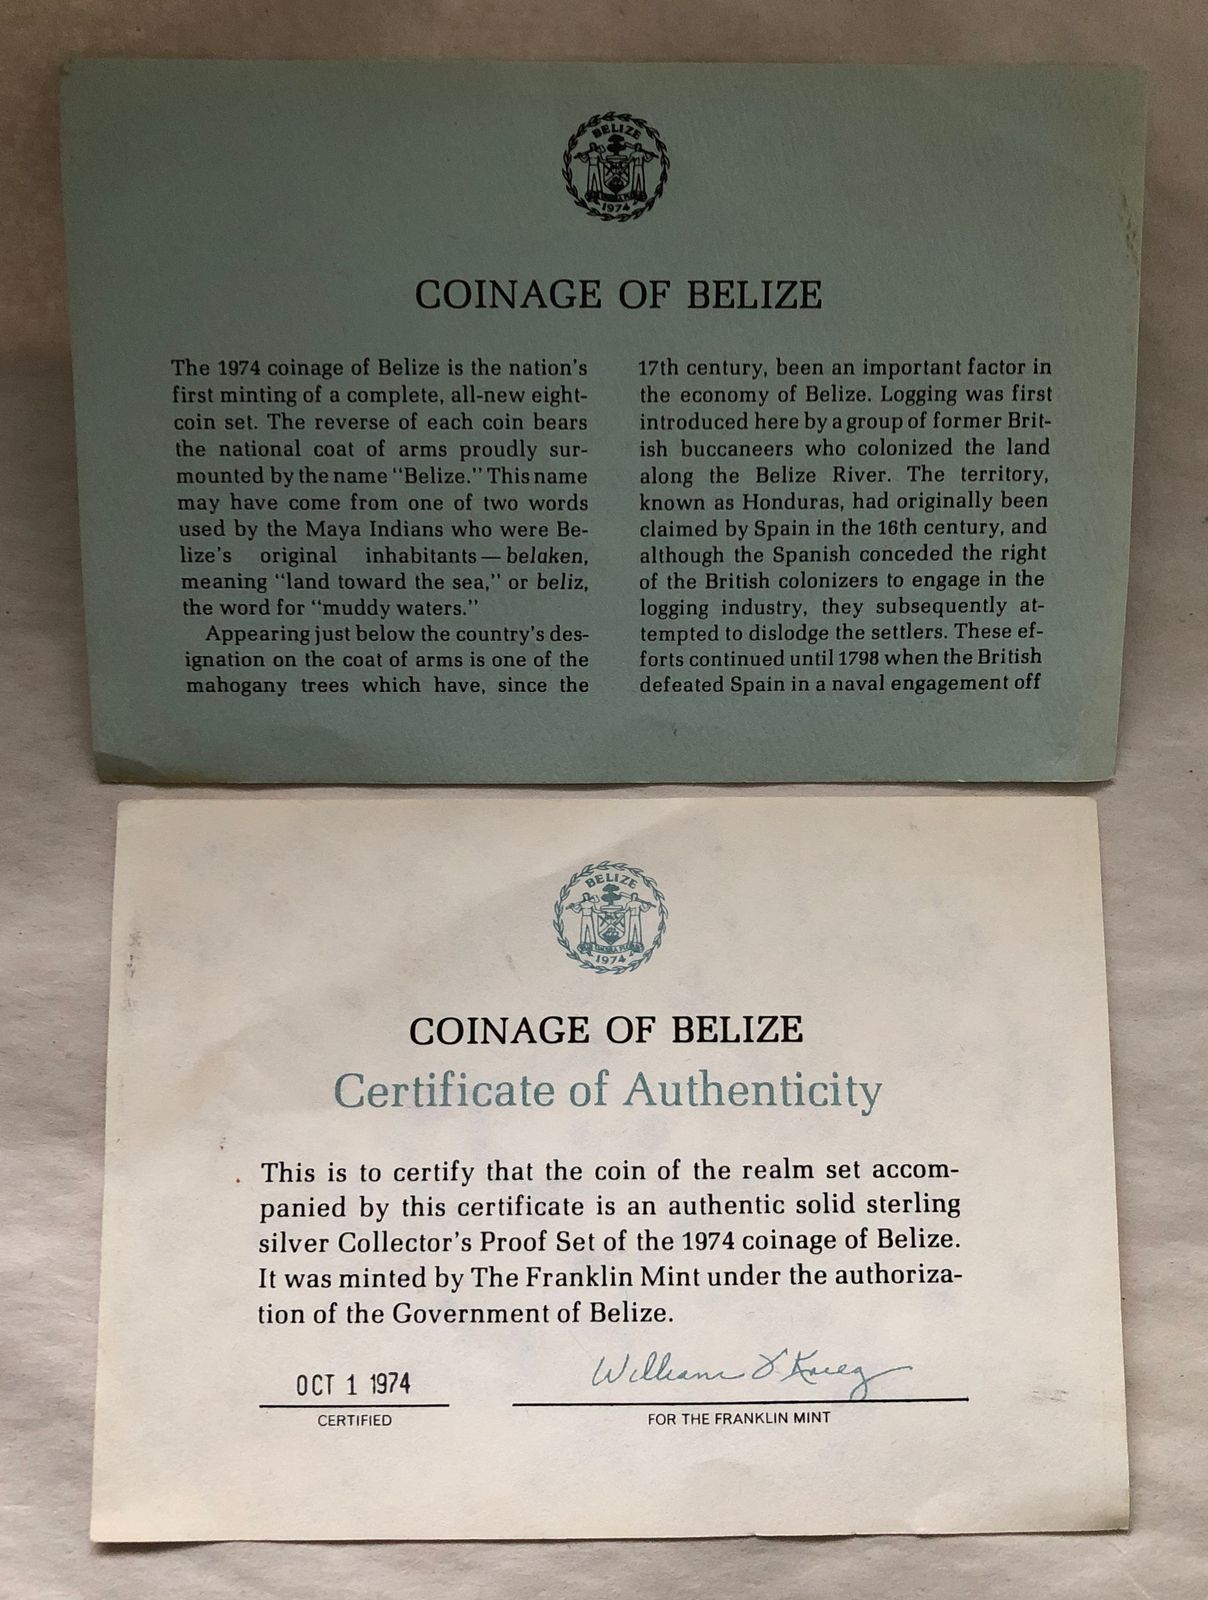 BELIZE
1974
COINAGE OF BELIZE
The 1974 coinage of Belize is the nation's
first minting of a complete, all-new eight-
coin set. The reverse of each coin bears
the national coat of arms proudly sur-
mounted by the name "Belize." This name
may have come from one of two words
used by the Maya Indians who were Be-
lize's original inhabitants — belaken,
meaning "land toward the sea," or beliz,
the word for "muddy waters."
Appearing just below the country's des-
ignation on the coat of arms is one of the
mahogany trees which have, since the
17th century, been an important factor in
the economy of Belize. Logging was first
introduced here by a group of former Brit-
ish buccaneers who colonized the land
along the Belize River. The territory,
known as Honduras, had originally been
claimed by Spain in the 16th century, and
although the Spanish conceded the right
of the British colonizers to engage in the
logging industry, they subsequently at-
tempted to dislodge the settlers. These ef-
forts continued until 1798 when the British
defeated Spain in a naval engagement off
BELIZE
1974
COINAGE OF BELIZE
Certificate of Authenticity
This is to certify that the coin of the realm set accom-
panied by this certificate is an authentic solid sterling
silver Collector's Proof Set of the 1974 coinage of Belize.
It was minted by The Franklin Mint under the authoriza-
tion of the Government of Belize.
OCT 1 1974
William
CERTIFIED
FOR THE FRANKLIN MINT